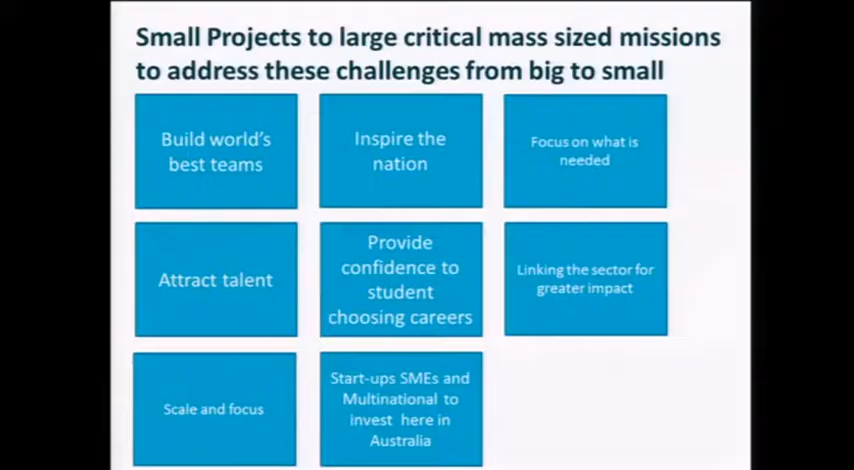 Small Projects to large critical mass sized missions
to address these challenges from big to small
Build world's
best teams
Inspire the
nation
Focus on what is
needed
Attract talent
Provide
confidence to
student
choosing careers
Linking the sector for
greater impact
Scale and focus
Start-ups SMEs and
Multinational to
invest here in
Australia